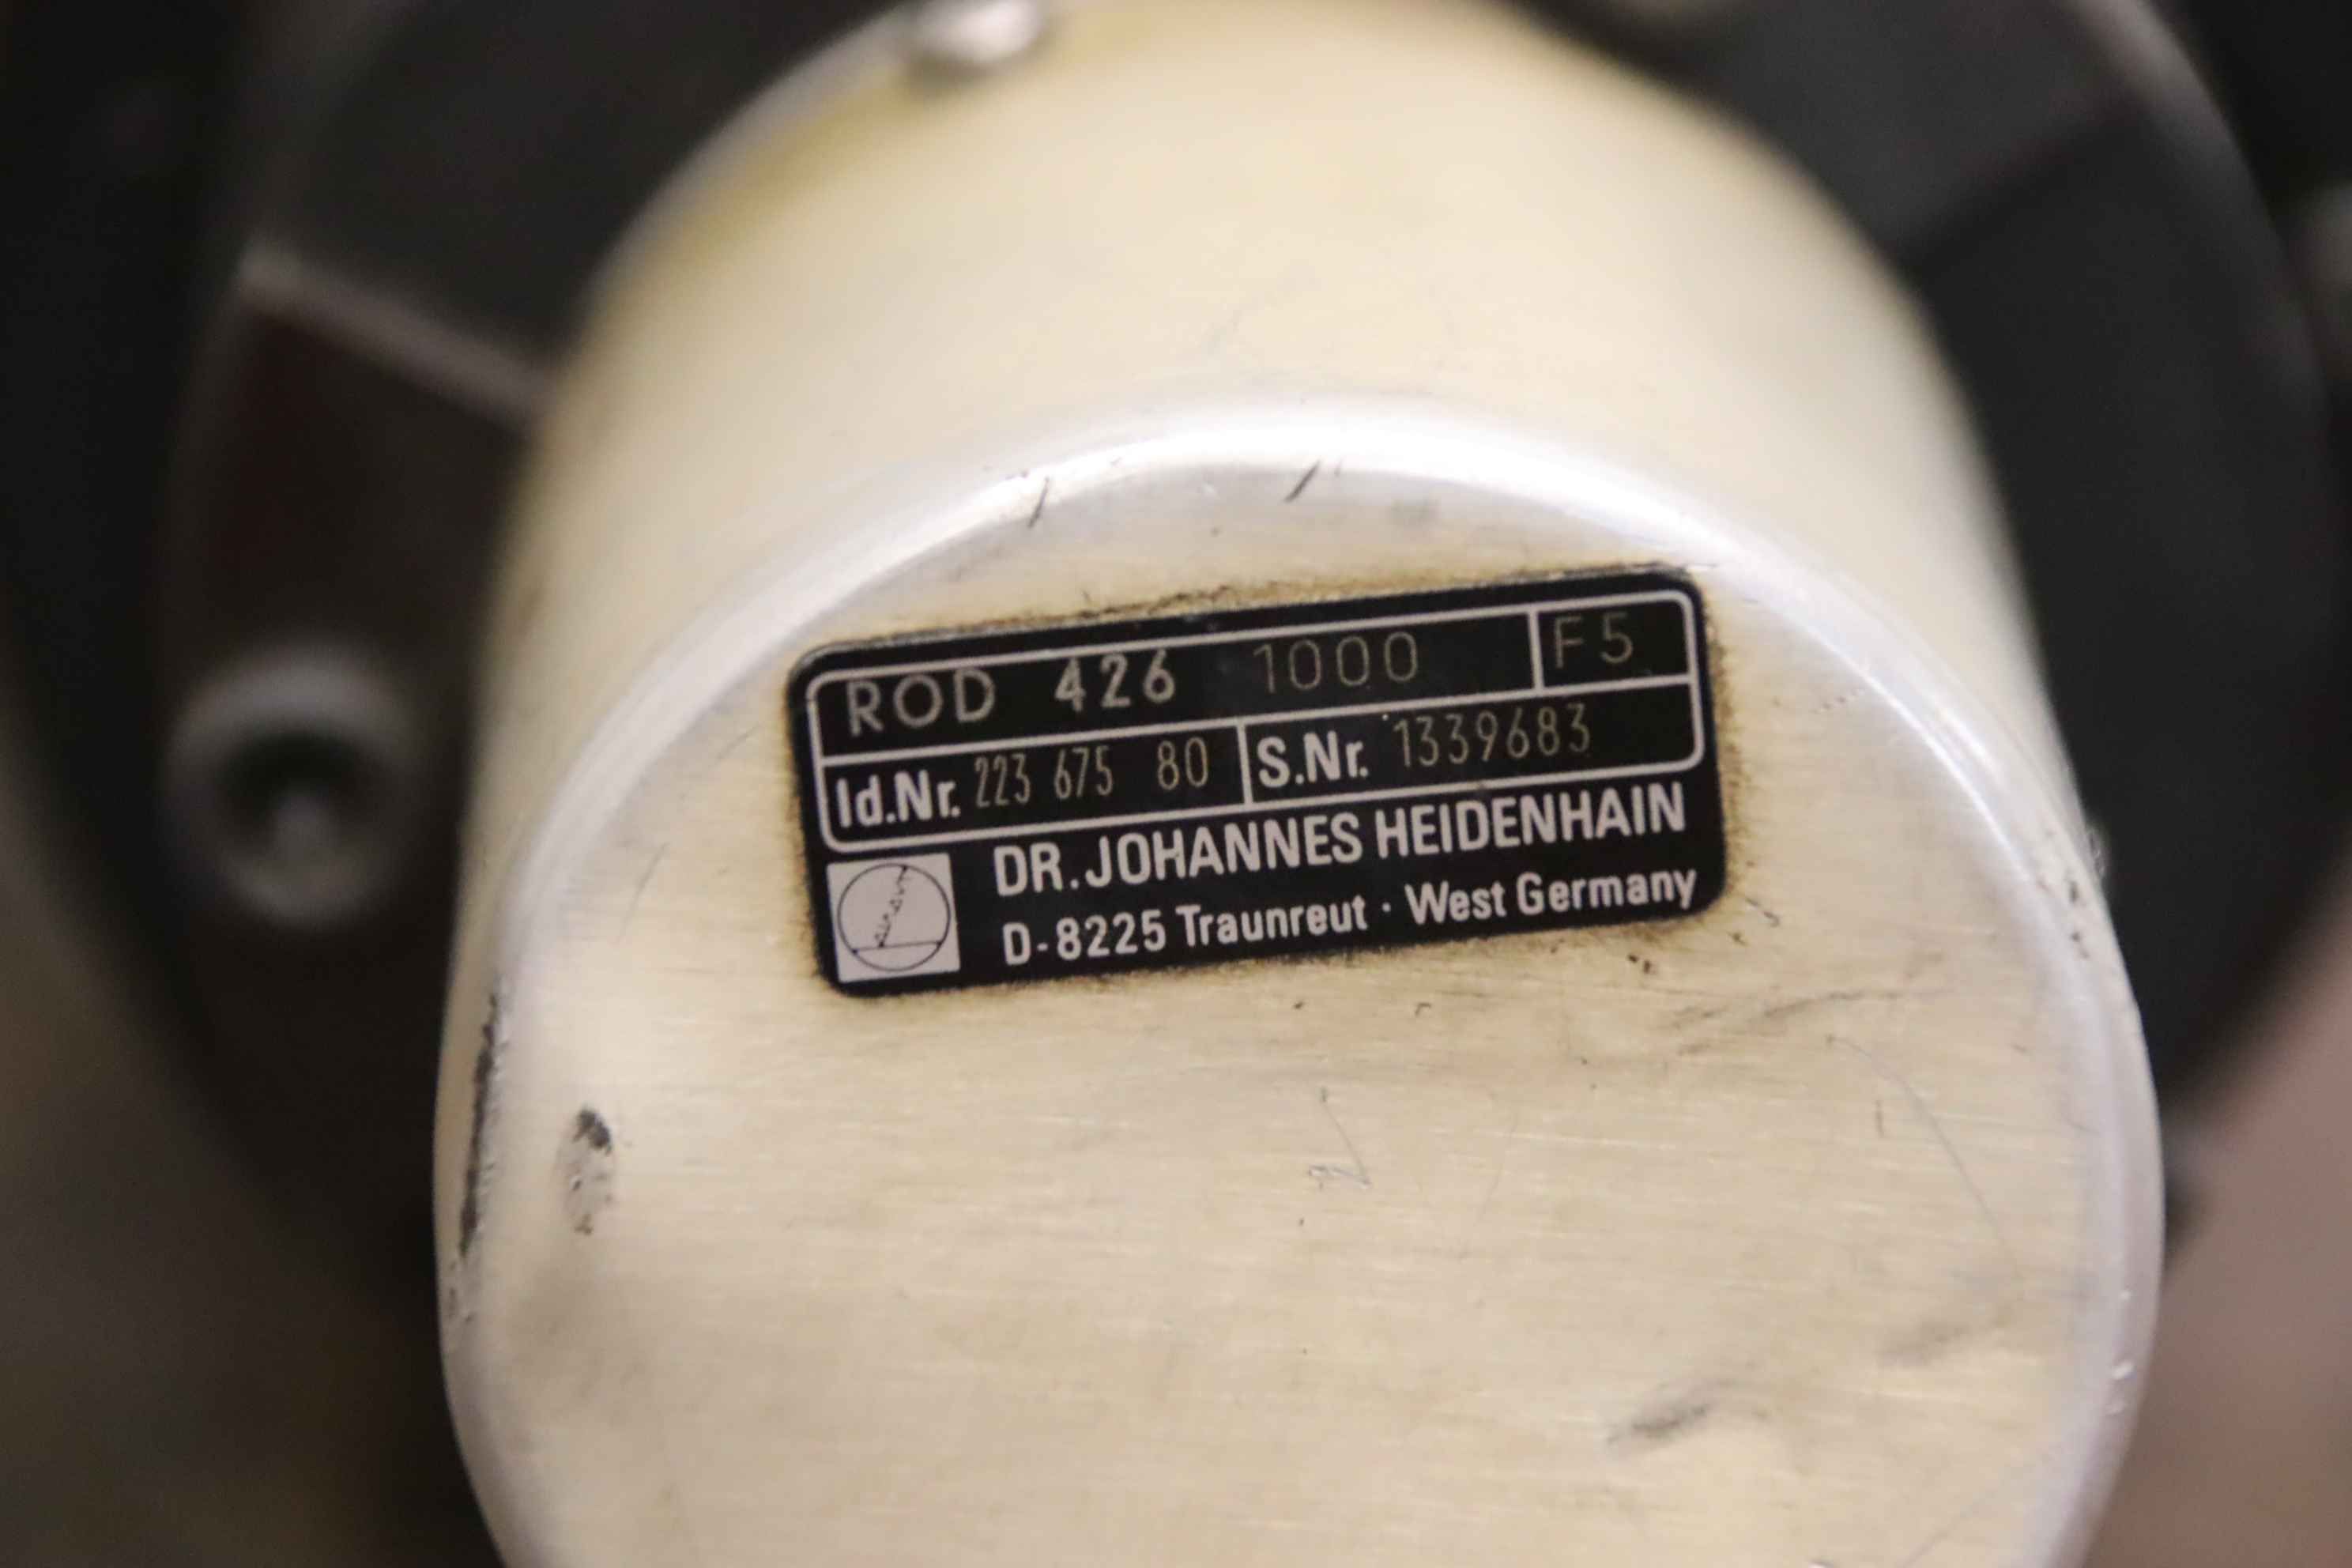 ROD 426 1000 F5
Id.Nr. 223 675 80 S.Nr. 1339683
DR. JOHANNES HEIDENHAIN
D-8225 Traunreut · West Germany